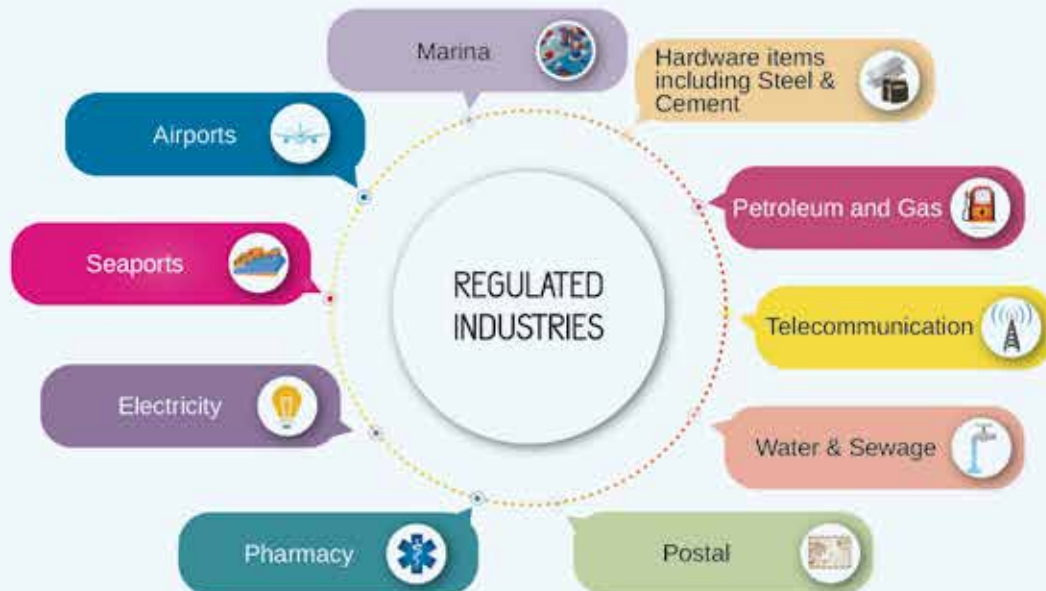 Marina
Hardware items
including Steel &
Cement
Airports
Petroleum and Gas
Seaports
REGULATED
INDUSTRIES
Telecommunication
Electricity
Water & Sewage
Pharmacy
Postal